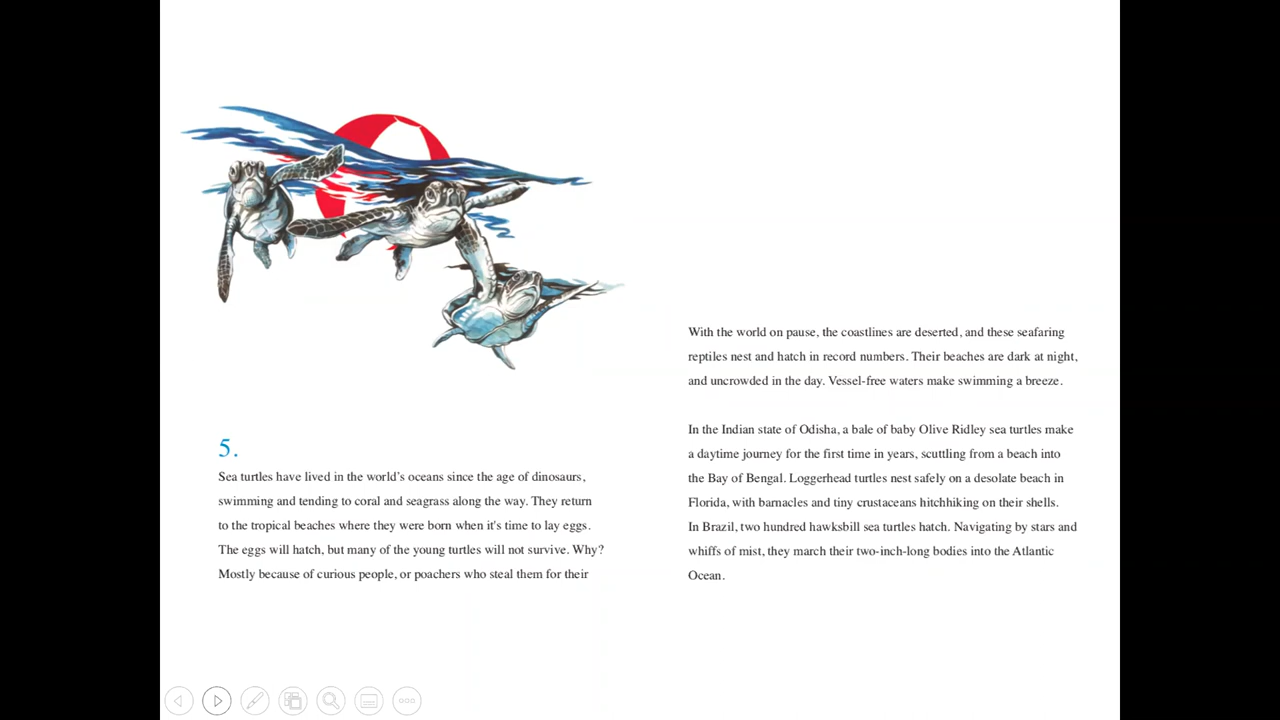 5.
Sea turtles have lived in the world's oceans since the age of dinosaurs,
swimming and tending to coral and seagrass along the way. They return
to the tropical beaches where they were born when it's time to lay eggs.
The eggs will hatch, but many of the young turtles will not survive. Why?
Mostly because of curious people, or poachers who steal them for their
With the world on pause, the coastlines are deserted, and these seafaring
reptiles nest and hatch in record numbers. Their beaches are dark at night,
and uncrowded in the day. Vessel-free waters make swimming a breeze.
In the Indian state of Odisha, a bale of baby Olive Ridley sea turtles make
a daytime journey for the first time in years, scuttling from a beach into
the Bay of Bengal. Loggerhead turtles nest safely on a desolate beach in
Florida, with barnacles and tiny crustaceans hitchhiking on their shells.
In Brazil, two hundred hawksbill sea turtles hatch. Navigating by stars and
whiffs of mist, they march their two-inch-long bodies into the Atlantic
Ocean.